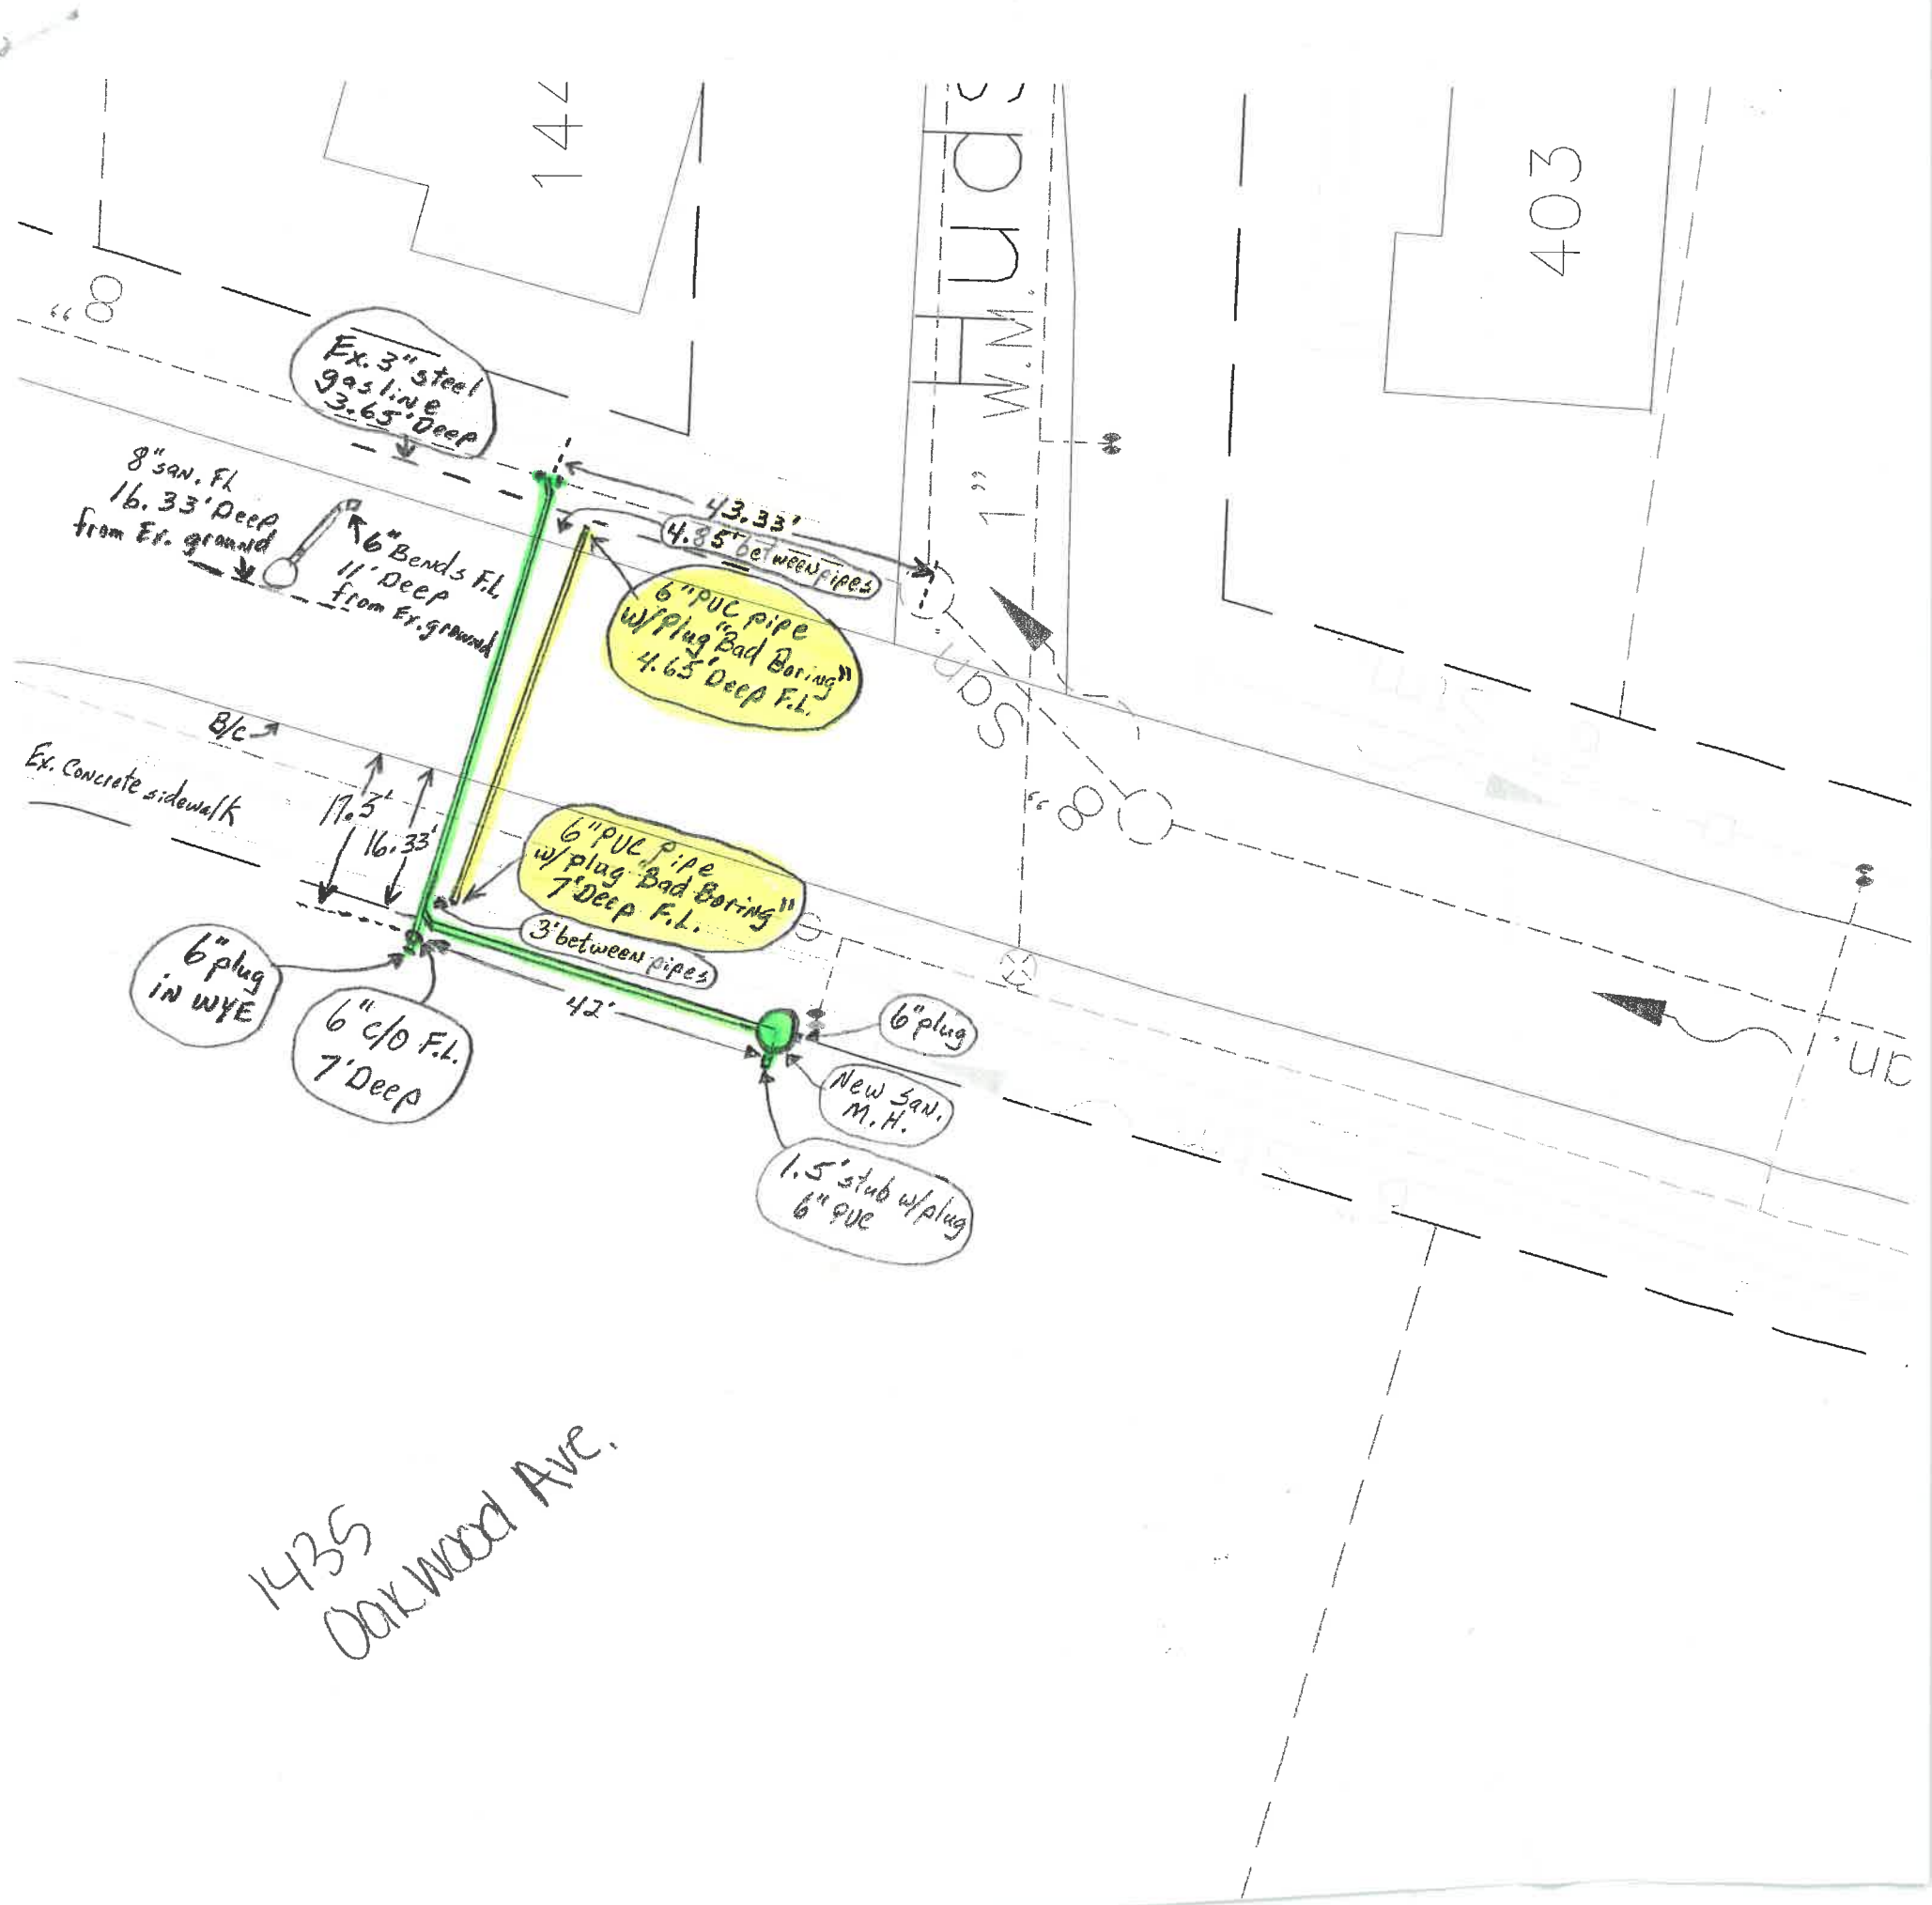 144
Huds
403
8"
1" W.M.
Ex. 3" steel
gas line
3.65' Deep
8" san. FL
16.33' Deep
from Ex. ground
6" Bends F.L.
11' Deep
from Ex. ground
43.33'
4.85' between pipes
6" PVC pipe
w/plug "Bad Boring"
4.65' Deep F.L.
8" San.
B/C
Ex. Concrete sidewalk
17.5'
16.33'
6" PVC pipe
w/plug "Bad Boring"
7' Deep F.L.
3' between pipes
6" plug
in WYE
6" c/o F.L.
7' Deep
42'
6" plug
New San.
M.H.
1.5' stub w/plug
6" PVC
an.
1435
Oakwood Ave.